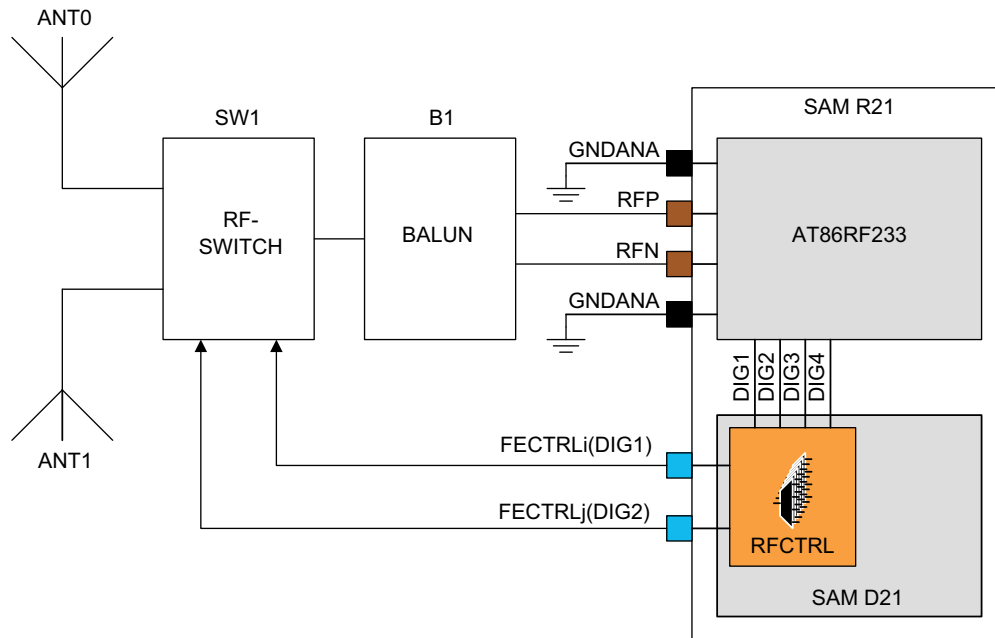 ANT0
SW1
B1
SAM R21
GNDANA
RFP
RFN
GNDANA
RF-
SWITCH
BALUN
AT86RF233
DIG1
DIG2
DIG3
DIG4
ANT1
FECTRLi(DIG1)
FECTRLj(DIG2)
RFCTRL
SAM D21